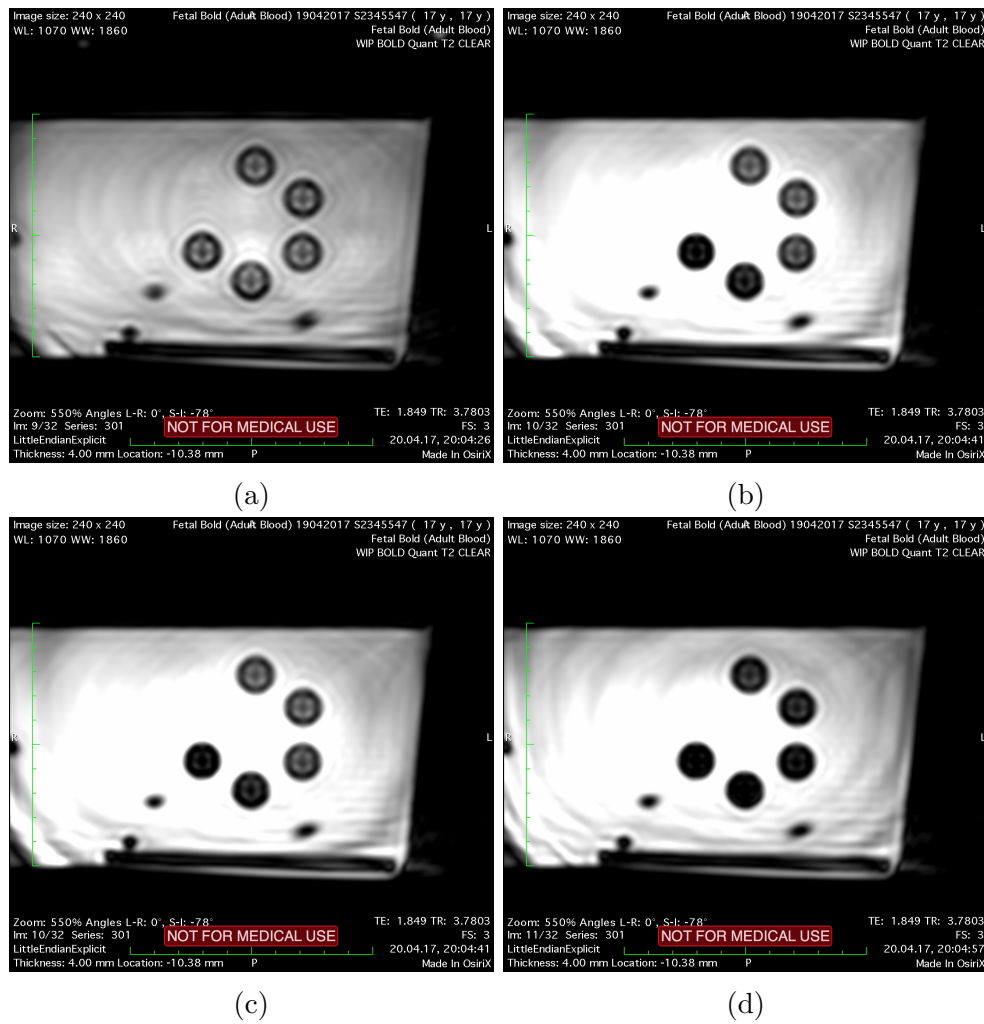 Image size: 240 x 240 Fetal Bold (Adult Blood) 19042017 S2345547 ( 17 y , 17 y )
WL: 1070 WW: 1860 Fetal Bold (Adult Blood)
WIP BOLD Quant T2 CLEAR
R L
Zoom: 550% Angles L-R: 0°, S-I: -78° TE: 1.849 TR: 3.7803
Im: 9/32 Series: 301 NOT FOR MEDICAL USE FS: 3
LittleEndianExplicit 20.04.17, 20:04:26
Thickness: 4.00 mm Location: -10.38 mm P Made In OsiriX
(a)
Image size: 240 x 240 Fetal Bold (Adult Blood) 19042017 S2345547 ( 17 y , 17 y )
WL: 1070 WW: 1860 Fetal Bold (Adult Blood)
WIP BOLD Quant T2 CLEAR
R L
Zoom: 550% Angles L-R: 0°, S-I: -78° TE: 1.849 TR: 3.7803
Im: 10/32 Series: 301 NOT FOR MEDICAL USE FS: 3
LittleEndianExplicit 20.04.17, 20:04:41
Thickness: 4.00 mm Location: -10.38 mm P Made In OsiriX
(b)
Image size: 240 x 240 Fetal Bold (Adult Blood) 19042017 S2345547 ( 17 y , 17 y )
WL: 1070 WW: 1860 Fetal Bold (Adult Blood)
WIP BOLD Quant T2 CLEAR
R L
Zoom: 550% Angles L-R: 0°, S-I: -78° TE: 1.849 TR: 3.7803
Im: 10/32 Series: 301 NOT FOR MEDICAL USE FS: 3
LittleEndianExplicit 20.04.17, 20:04:41
Thickness: 4.00 mm Location: -10.38 mm P Made In OsiriX
(c)
Image size: 240 x 240 Fetal Bold (Adult Blood) 19042017 S2345547 ( 17 y , 17 y )
WL: 1070 WW: 1860 Fetal Bold (Adult Blood)
WIP BOLD Quant T2 CLEAR
R L
Zoom: 550% Angles L-R: 0°, S-I: -78° TE: 1.849 TR: 3.7803
Im: 11/32 Series: 301 NOT FOR MEDICAL USE FS: 3
LittleEndianExplicit 20.04.17, 20:04:57
Thickness: 4.00 mm Location: -10.38 mm P Made In OsiriX
(d)